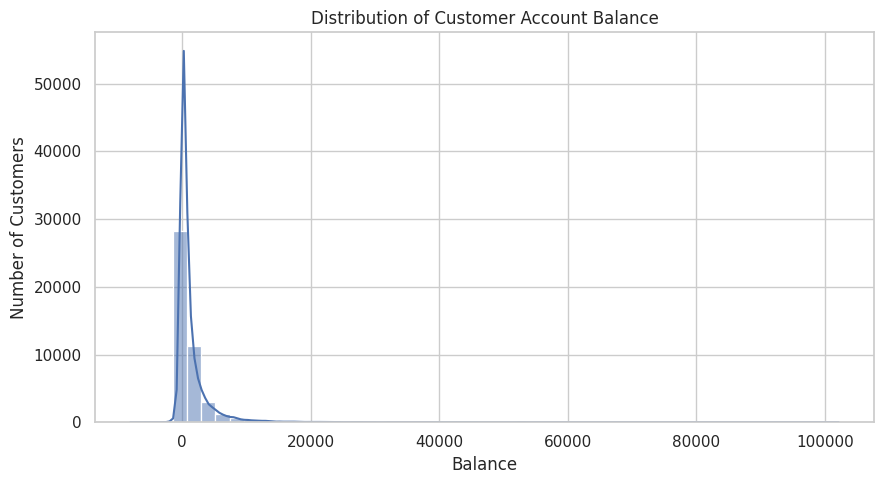 Distribution of Customer Account Balance
Number of Customers
50000
40000
30000
20000
10000
0
0 20000 40000 60000 80000 100000
Balance